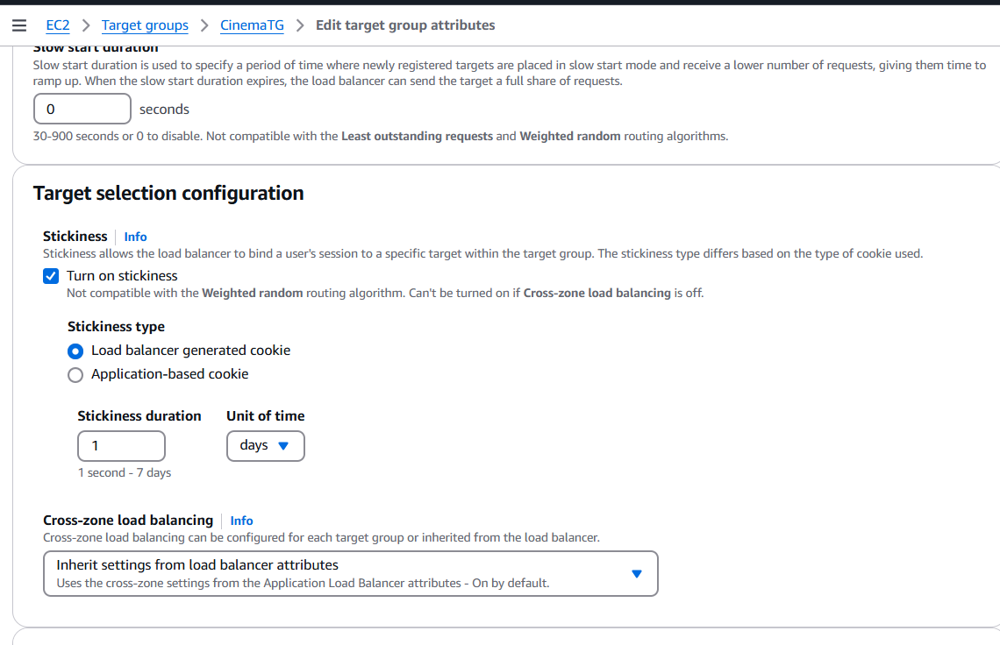 EC2 > Target groups > CinemaTG > Edit target group attributes
Slow start duration
Slow start duration is used to specify a period of time where newly registered targets are placed in slow start mode and receive a lower number of requests, giving them time to
ramp up. When the slow start duration expires, the load balancer can send the target a full share of requests.
0 seconds
30-900 seconds or 0 to disable. Not compatible with the Least outstanding requests and Weighted random routing algorithms.
Target selection configuration
Stickiness Info
Stickiness allows the load balancer to bind a user's session to a specific target within the target group. The stickiness type differs based on the type of cookie used.
Turn on stickiness
Not compatible with the Weighted random routing algorithm. Can't be turned on if Cross-zone load balancing is off.
Stickiness type
Load balancer generated cookie
Application-based cookie
Stickiness duration Unit of time
1 days
1 second - 7 days
Cross-zone load balancing Info
Cross-zone load balancing can be configured for each target group or inherited from the load balancer.
Inherit settings from load balancer attributes
Uses the cross-zone settings from the Application Load Balancer attributes - On by default.